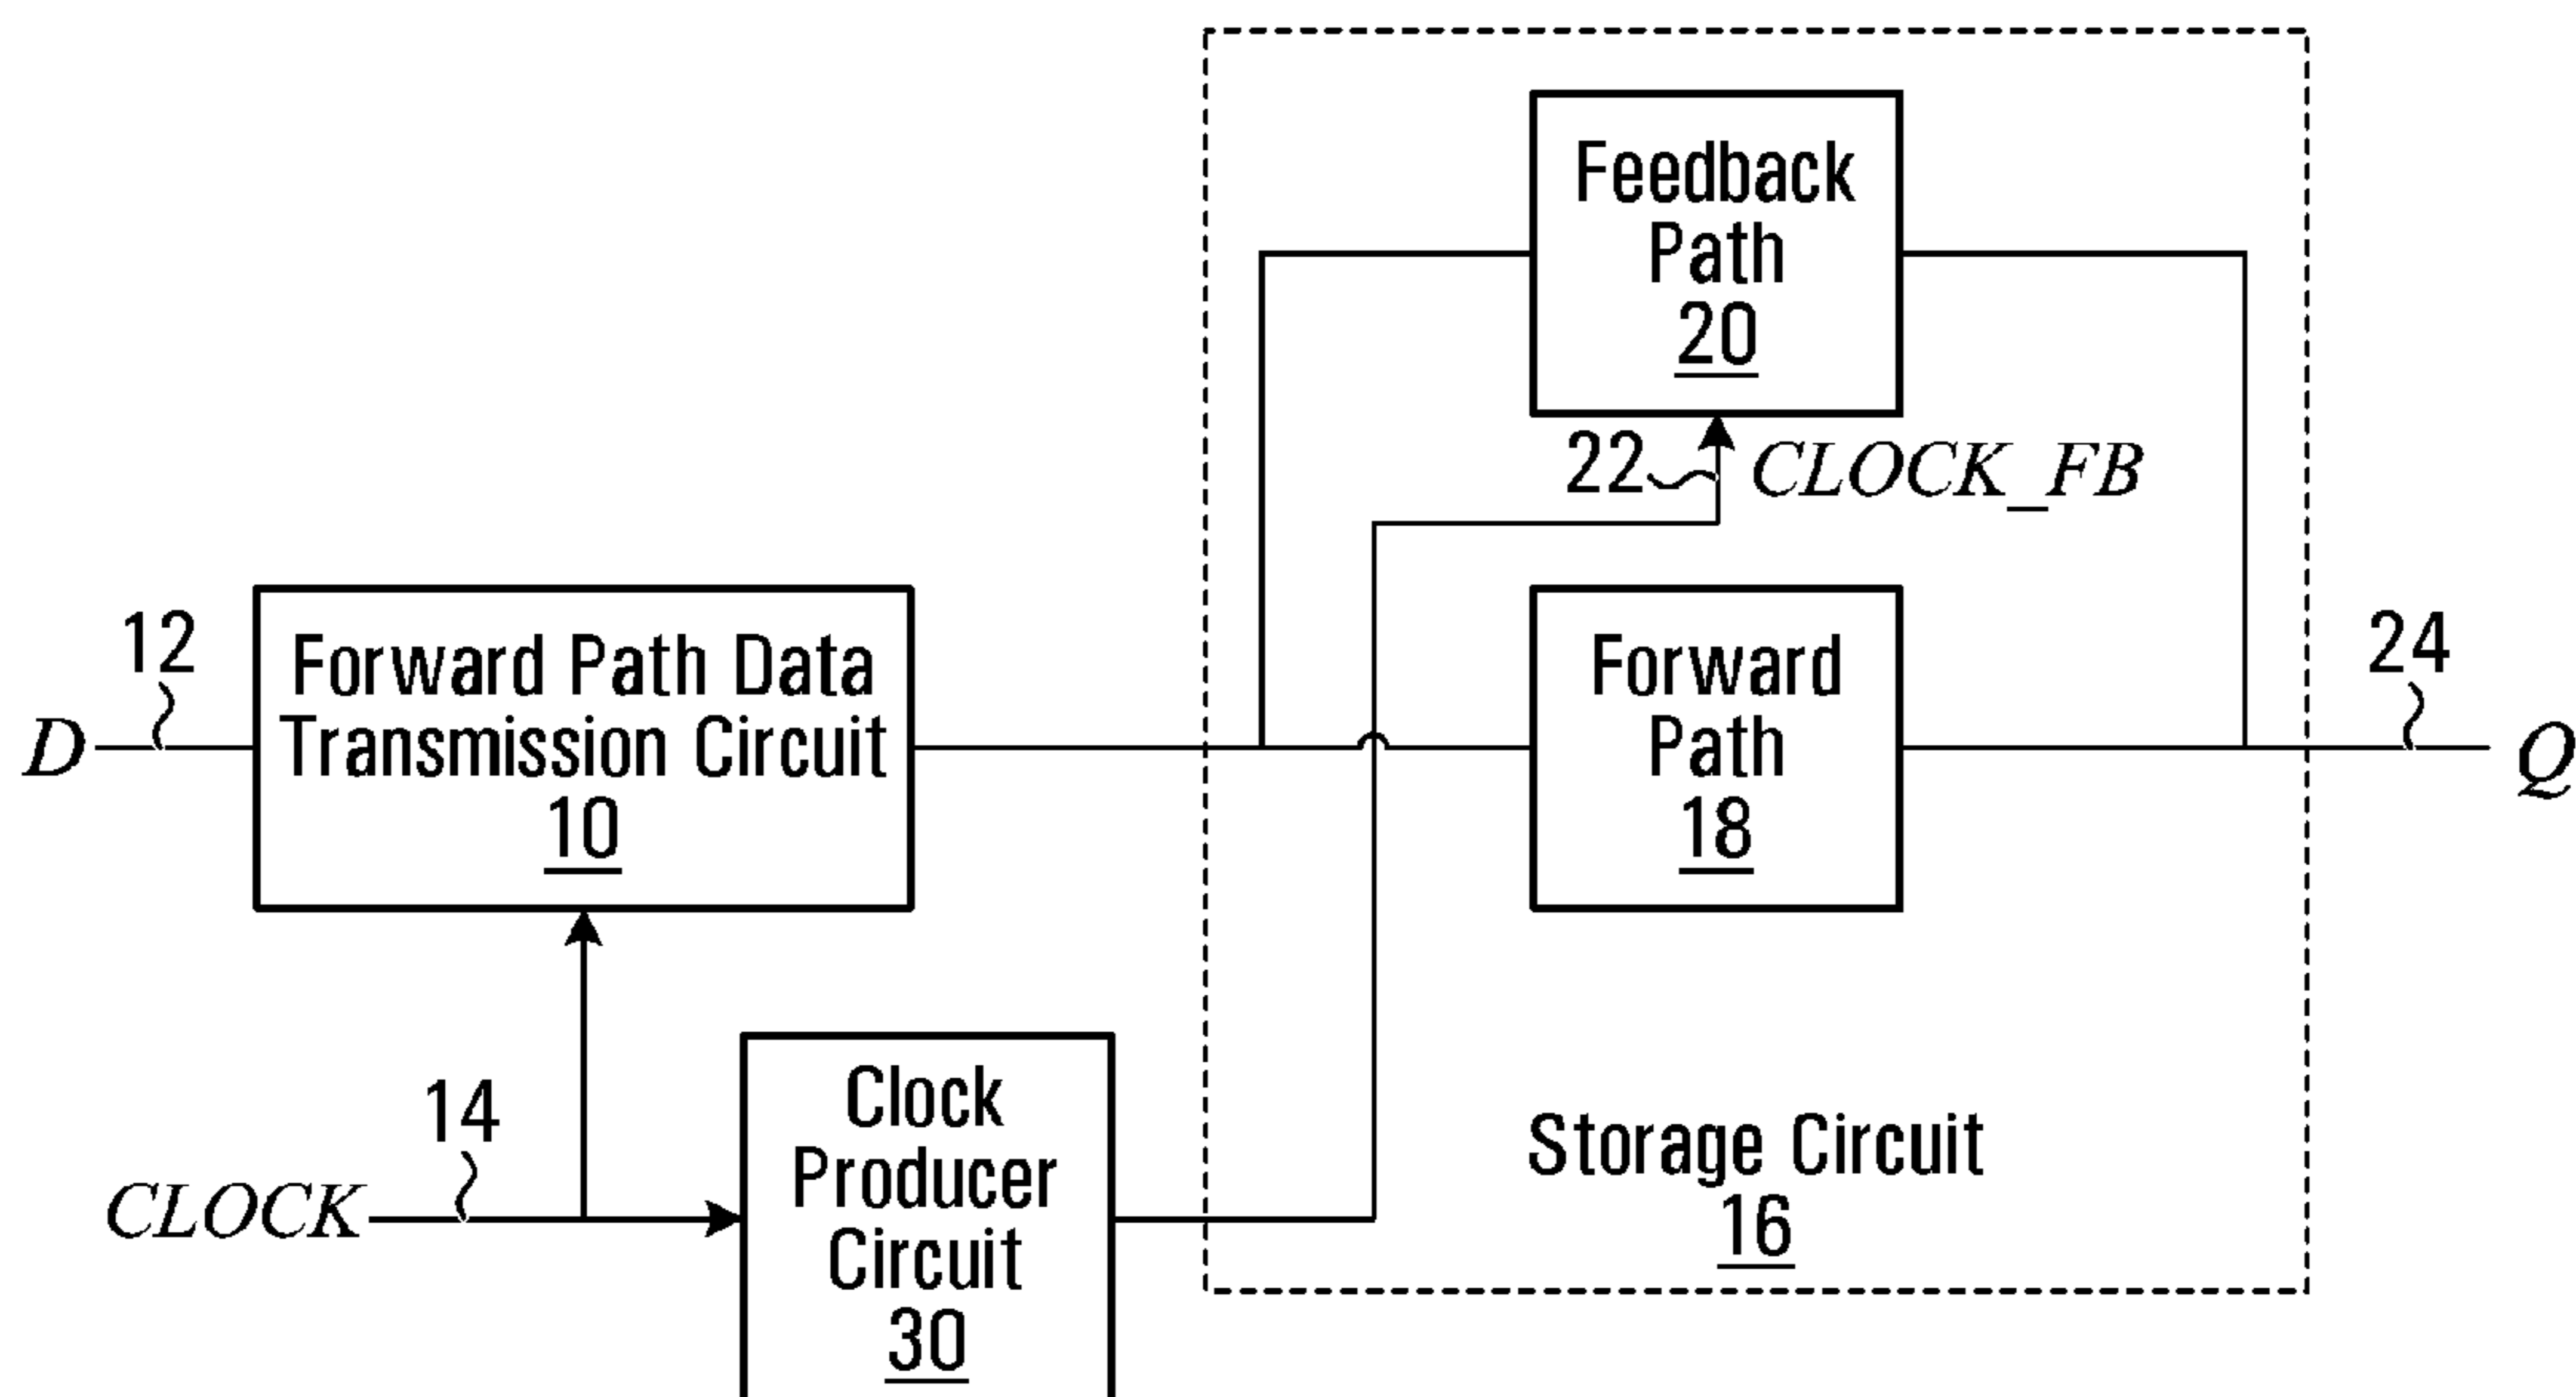 Feedback
Path
20
22
CLOCK_FB
12
D
Forward Path Data
Transmission Circuit
10
Forward
Path
18
24
Q
14
CLOCK
Clock
Producer
Circuit
30
Storage Circuit
16